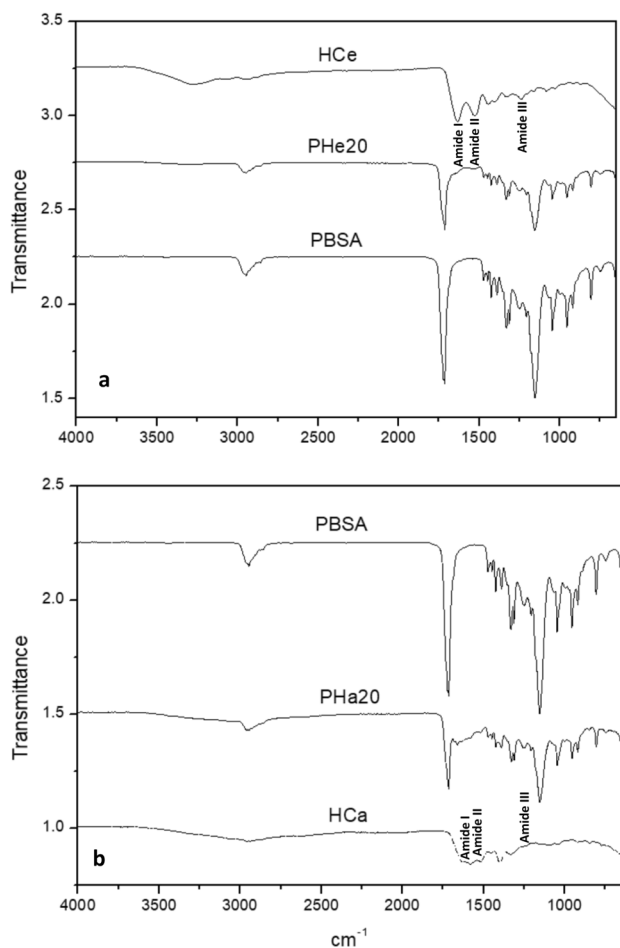 3.5
HCe
3.0
Amide I
Amide II
Amide III
PHe20
2.5
PBSA
Transmittance
2.0
a
1.5
4000 3500 3000 2500 2000 1500 1000
2.5
PBSA
2.0
Transmittance
PHa20
1.5
Amide I
Amide II
Amide III
HCa
1.0
b
4000 3500 3000 2500 2000 1500 1000
cm⁻¹